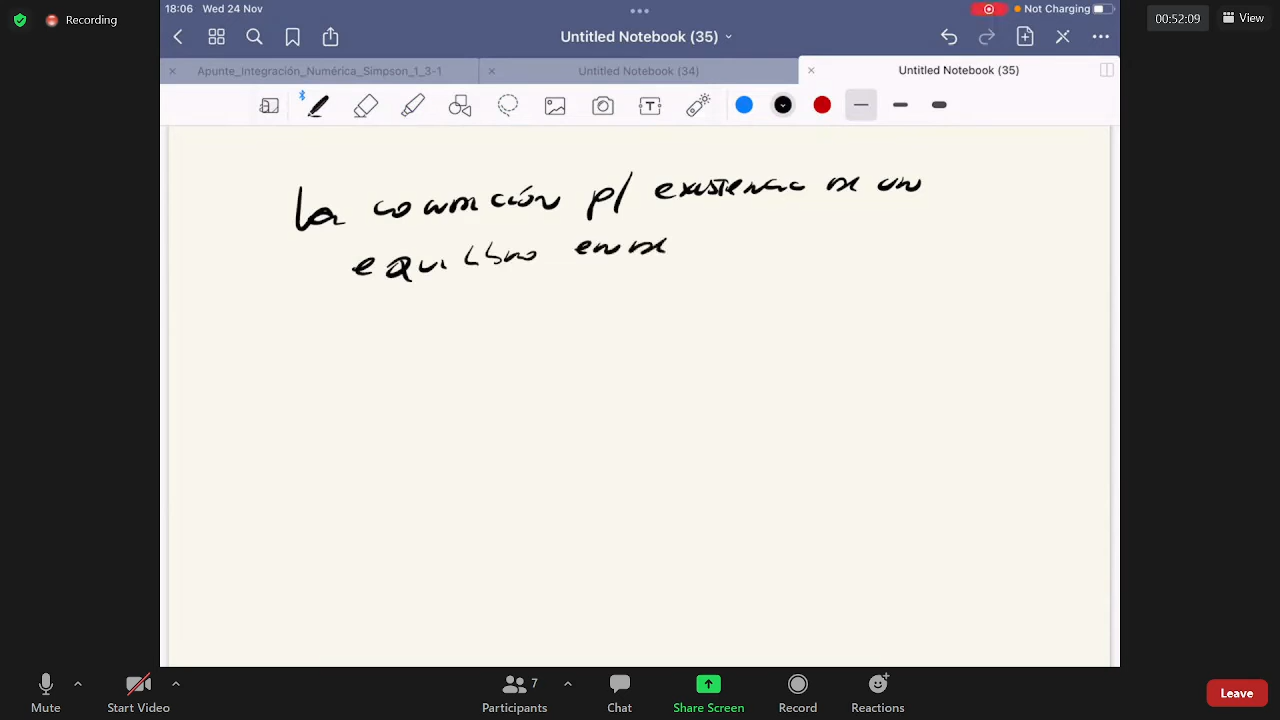 18:06 Wed 24 Nov
Not Charging
Recording
00:52:09
View
Untitled Notebook (35)
Apunte_Integración_Numérica_Simpson_1_3-1
Untitled Notebook (34)
Untitled Notebook (35)
La condición p/ existencia de un
equilibrio
Mute
Start Video
7
Participants
Chat
Share Screen
Record
Reactions
Leave